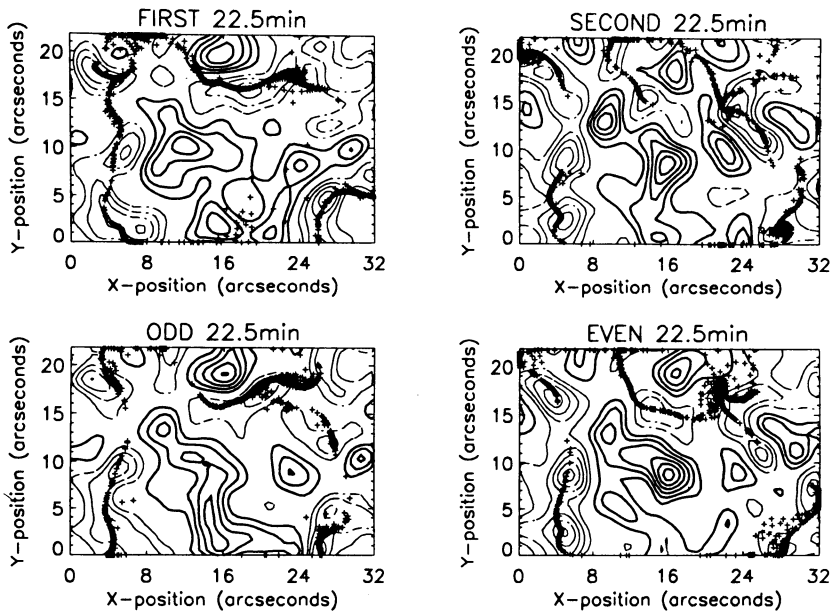 FIRST 22.5min
Y-position (arcseconds)
20
15
10
5
0
0 8 16 24 32
X-position (arcseconds)
SECOND 22.5min
Y-position (arcseconds)
20
15
10
5
0
0 8 16 24 32
X-position (arcseconds)
ODD 22.5min
Y-position (arcseconds)
20
15
10
5
0
0 8 16 24 32
X-position (arcseconds)
EVEN 22.5min
Y-position (arcseconds)
20
15
10
5
0
0 8 16 24 32
X-position (arcseconds)